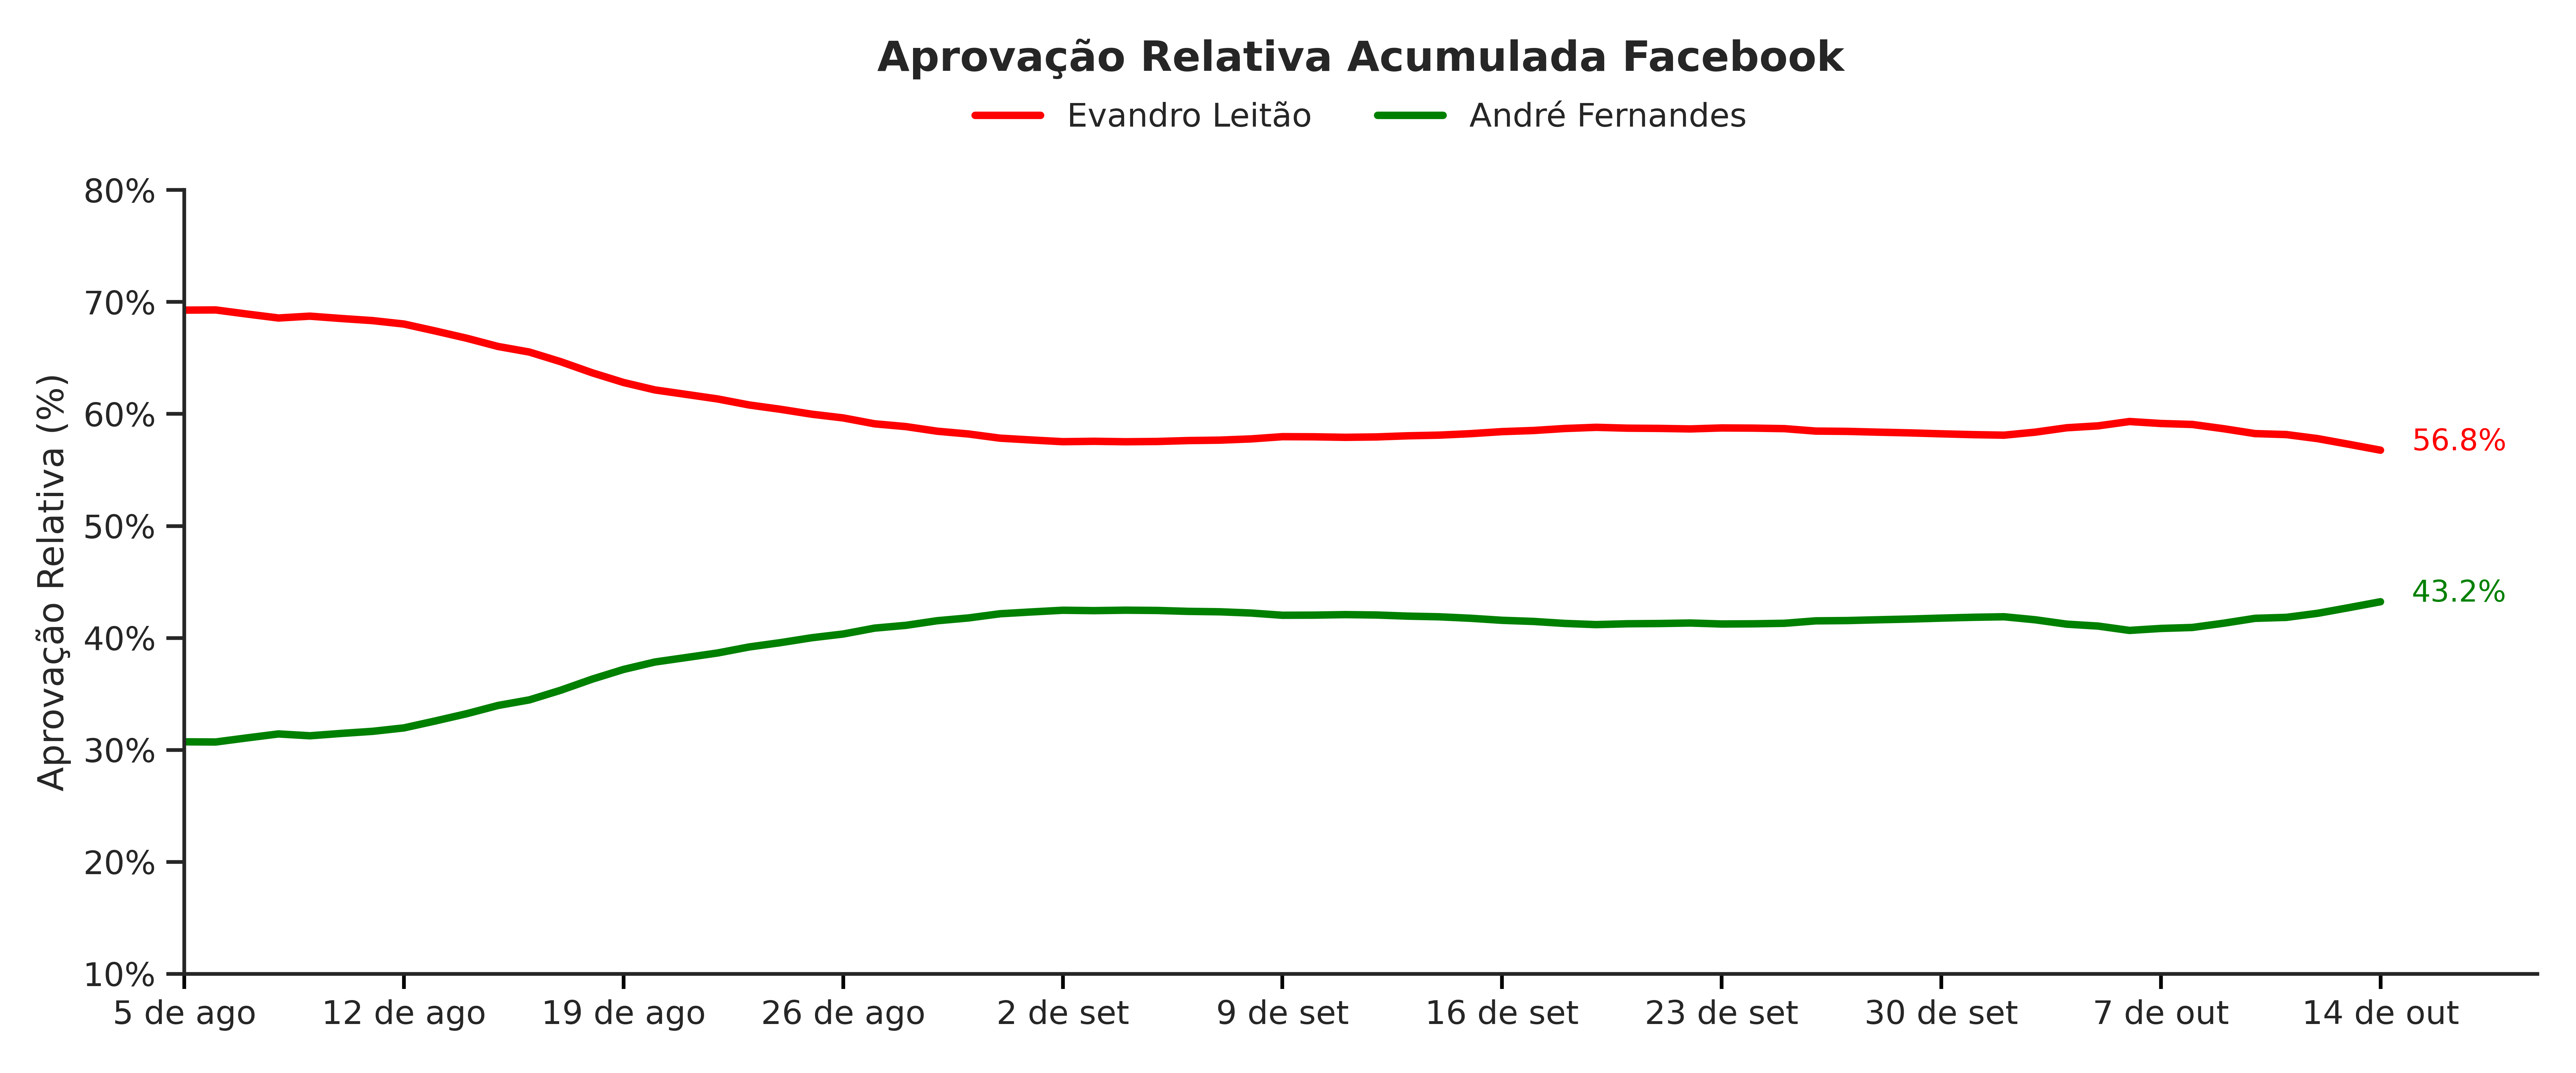 Aprovação Relativa Acumulada Facebook
Evandro Leitão
André Fernandes
Aprovação Relativa (%)
80%
70%
60%
50%
40%
30%
20%
10%
56.8%
43.2%
5 de ago
12 de ago
19 de ago
26 de ago
2 de set
9 de set
16 de set
23 de set
30 de set
7 de out
14 de out